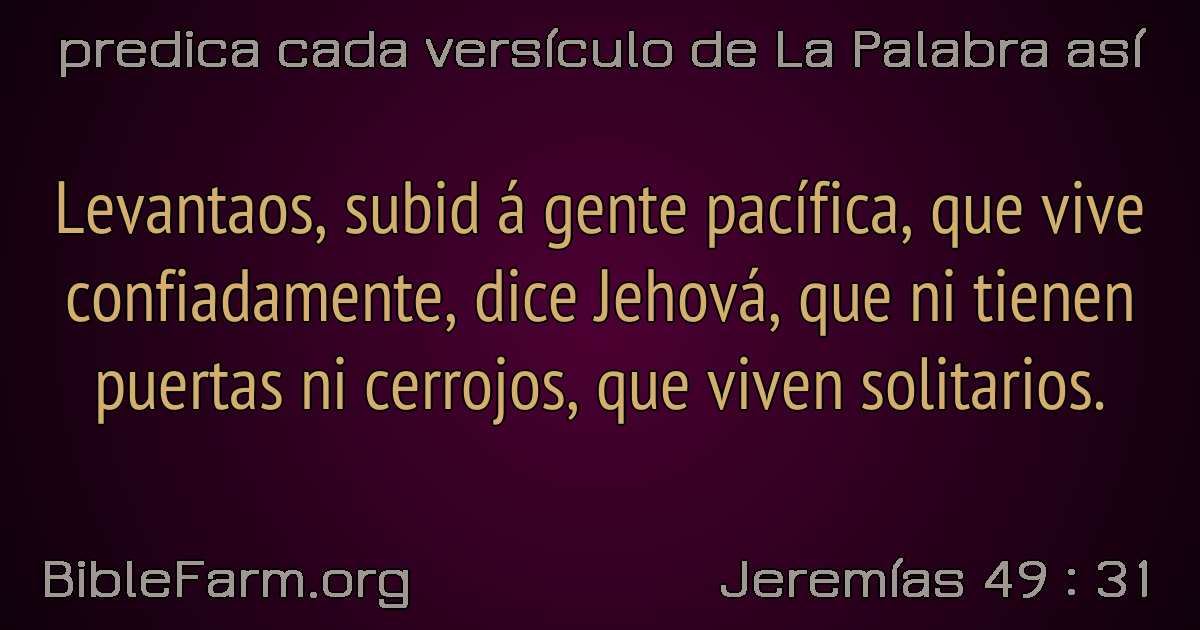 predica cada versículo de La Palabra así
Levantaos, subid á gente pacífica, que vive
confiadamente, dice Jehová, que ni tienen
puertas ni cerrojos, que viven solitarios.
BibleFarm.org
Jeremías 49 : 31